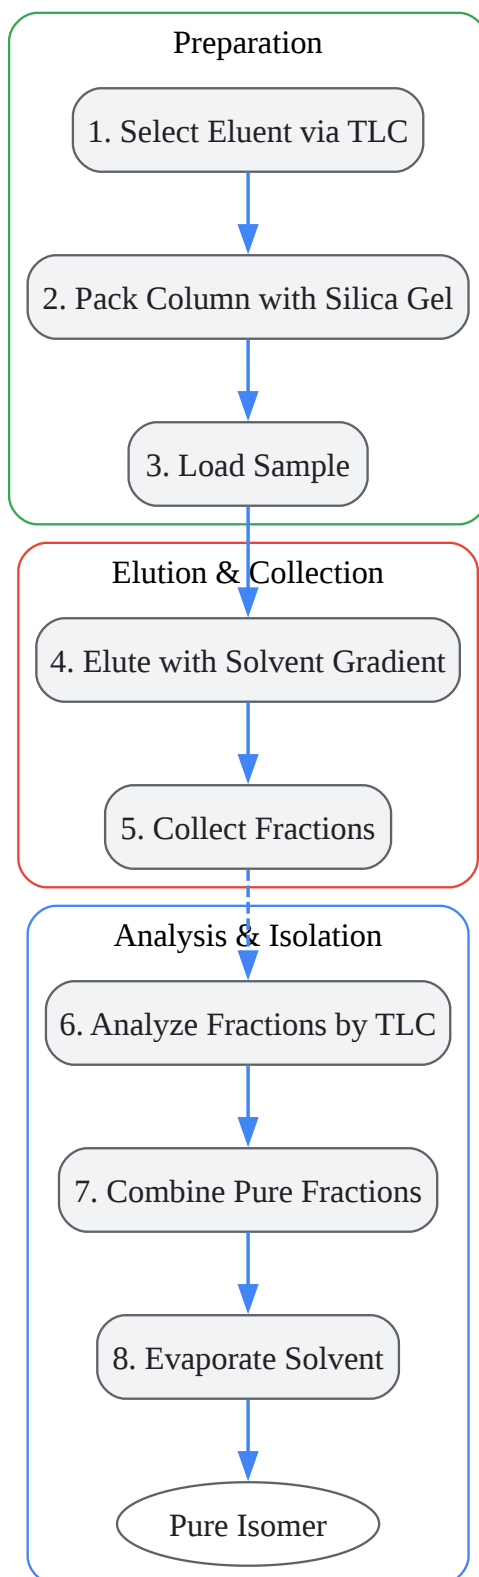 Preparation
1. Select Eluent via TLC
2. Pack Column with Silica Gel
3. Load Sample
Elution & Collection
4. Elute with Solvent Gradient
5. Collect Fractions
Analysis & Isolation
6. Analyze Fractions by TLC
7. Combine Pure Fractions
8. Evaporate Solvent
Pure Isomer